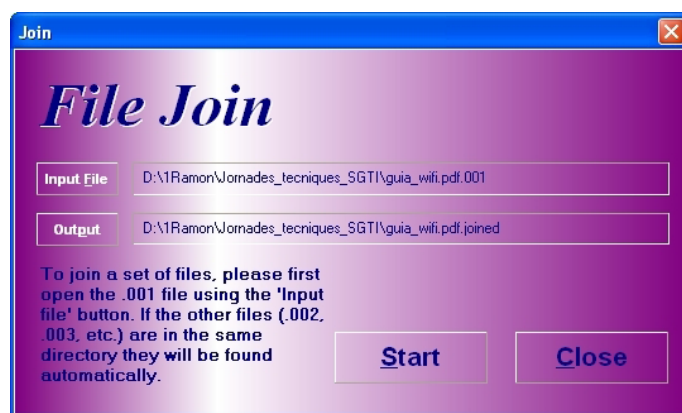 Join
File Join
Input File
D:\1Ramon\Jornades_tecniques_SGTI\guia_wifi.pdf.001
Output
D:\1Ramon\Jornades_tecniques_SGTI\guia_wifi.pdf.joined
To join a set of files, please first
open the .001 file using the 'Input
file' button. If the other files (.002,
.003, etc.) are in the same
directory they will be found
automatically.
Start
Close